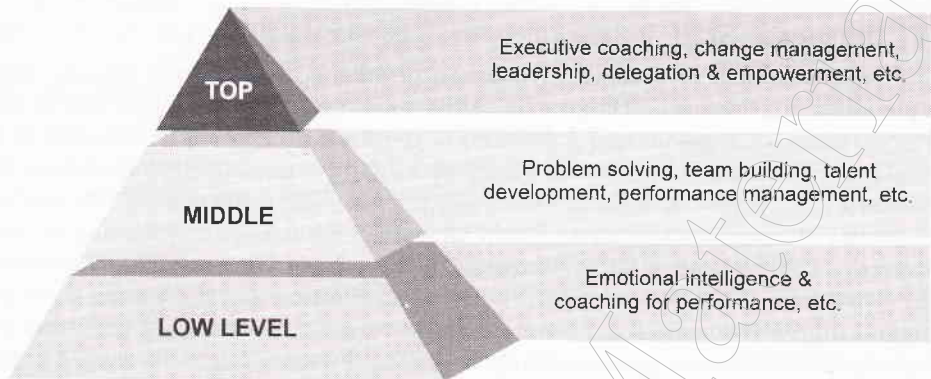 TOP
Executive coaching, change management,
leadership, delegation & empowerment, etc.
MIDDLE
Problem solving, team building, talent
development, performance management, etc.
LOW LEVEL
Emotional intelligence &
coaching for performance, etc.
Materia